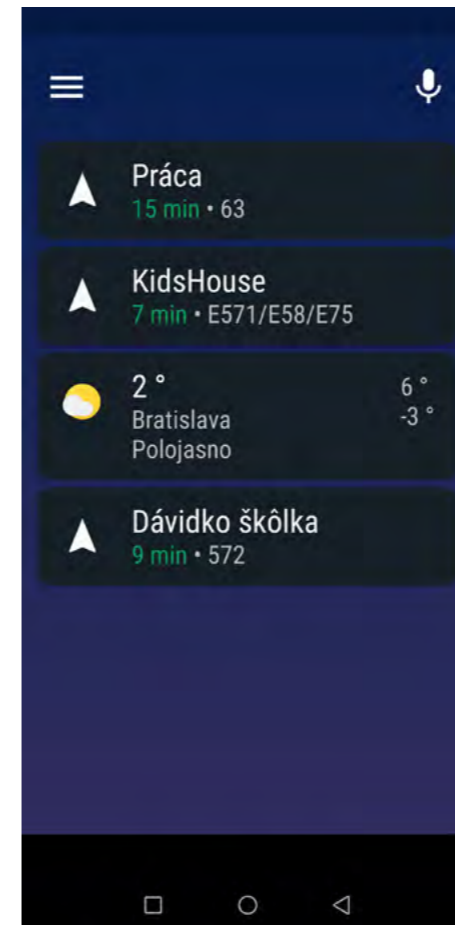 Práca
15 min • 63
KidsHouse
7 min • E571/E58/E75
2 °
6 °
Bratislava
-3 °
Polojasno
Dávidko škôlka
9 min • 572